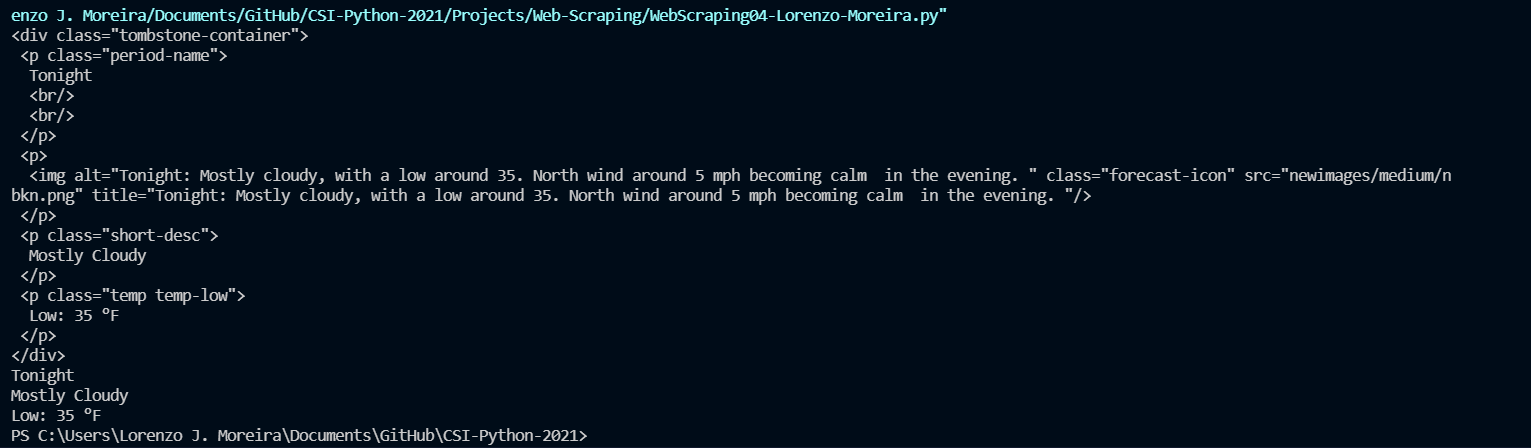 enzo J. Moreira/Documents/GitHub/CSI-Python-2021/Projects/Web-Scraping/WebScraping04-Lorenzo-Moreira.py"
<div class="tombstone-container">
 <p class="period-name">
  Tonight
  <br/>
  <br/>
 </p>
 <p>
  <img alt="Tonight: Mostly cloudy, with a low around 35. North wind around 5 mph becoming calm  in the evening. " class="forecast-icon" src="newimages/medium/n
bkn.png" title="Tonight: Mostly cloudy, with a low around 35. North wind around 5 mph becoming calm  in the evening. "/>
 </p>
 <p class="short-desc">
  Mostly Cloudy
 </p>
 <p class="temp temp-low">
  Low: 35 °F
 </p>
</div>
Tonight
Mostly Cloudy
Low: 35 °F
PS C:\Users\Lorenzo J. Moreira\Documents\GitHub\CSI-Python-2021>